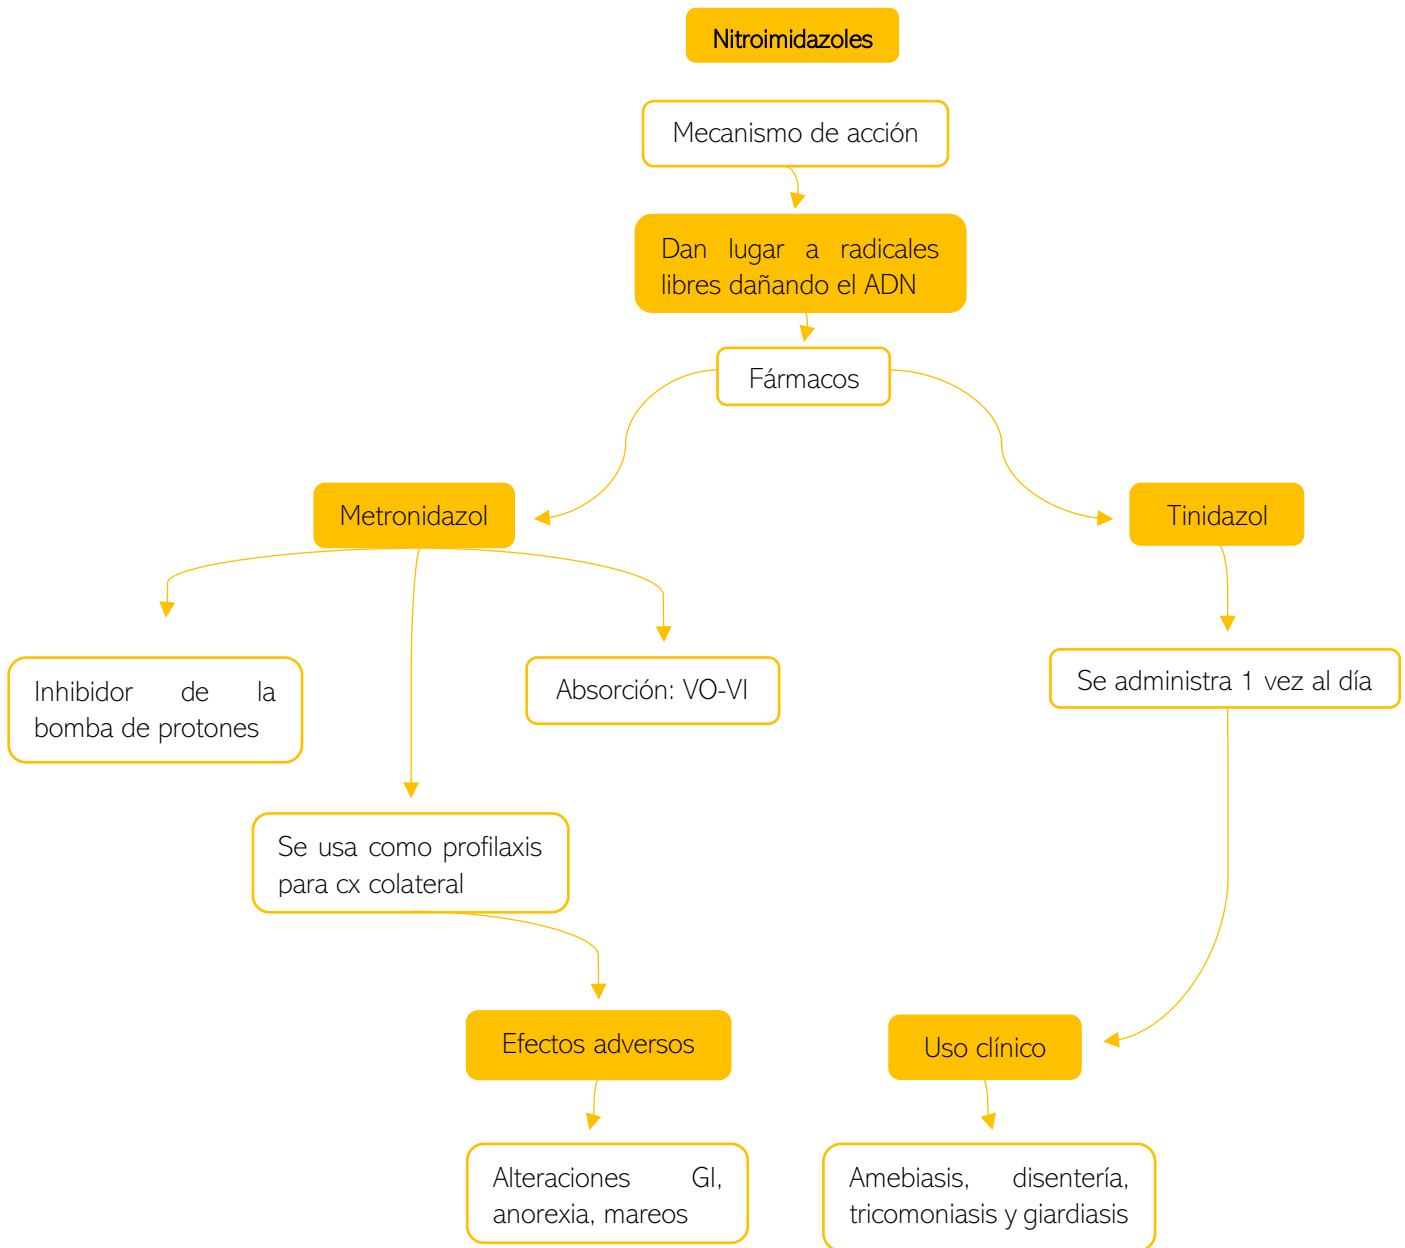 Nitroimidazoles
Mecanismo de acción
Dan lugar a radicales
libres dañando el ADN
Fármacos
Metronidazol
Tinidazol
Inhibidor de la
bomba de protones
Absorción: VO-VI
Se administra 1 vez al día
Se usa como profilaxis
para cx colateral
Efectos adversos
Uso clínico
Alteraciones GI,
anorexia, mareos
Amebiasis, disentería,
tricomoniasis y giardiasis